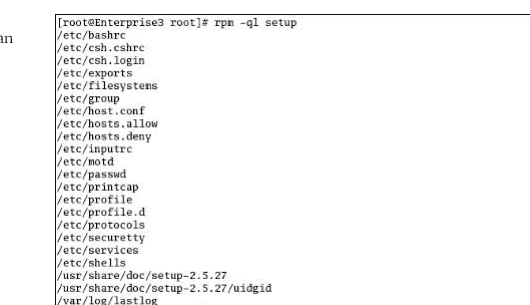 an
[root@Enterprise3 root]# rpm -ql setup
/etc/bashrc
/etc/csh.cshrc
/etc/csh.login
/etc/exports
/etc/filesystems
/etc/group
/etc/host.conf
/etc/hosts.allow
/etc/hosts.deny
/etc/inputrc
/etc/motd
/etc/passwd
/etc/printcap
/etc/profile
/etc/profile.d
/etc/protocols
/etc/securetty
/etc/services
/etc/shells
/usr/share/doc/setup-2.5.27
/usr/share/doc/setup-2.5.27/uidgid
/var/log/lastlog